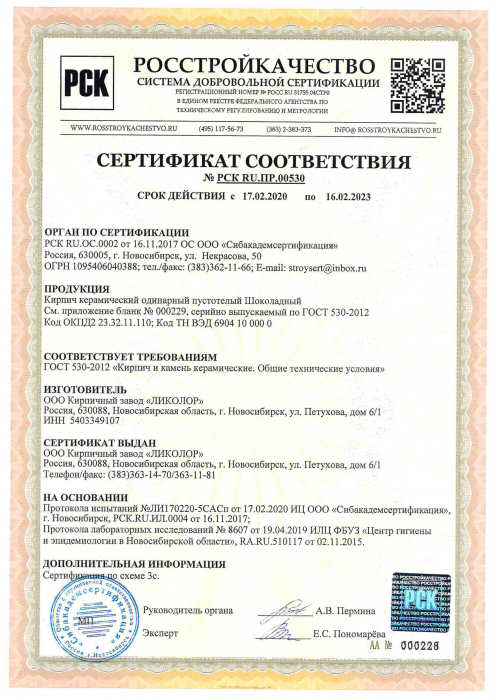 РСК
РОССТРОЙКАЧЕСТВО
СИСТЕМА ДОБРОВОЛЬНОЙ СЕРТИФИКАЦИИ
РЕГИСТРАЦИОННЫЙ НОМЕР № РОСС RU 31755.04СТР0
В ЕДИНОМ РЕЕСТРЕ ФЕДЕРАЛЬНОГО АГЕНТСТВА ПО
ТЕХНИЧЕСКОМУ РЕГУЛИРОВАНИЮ И МЕТРОЛОГИИ
WWW.ROSSTROYKACHESTVO.RU (495) 117-56-73 (383) 2-383-373 INFO@ ROSSTROYKACHESTVO.RU
СЕРТИФИКАТ СООТВЕТСТВИЯ
№ РСК RU.ПР.00530
СРОК ДЕЙСТВИЯ с 17.02.2020 по 16.02.2023
ОРГАН ПО СЕРТИФИКАЦИИ
РСК RU.ОС.0002 от 16.11.2017 ОС ООО «Сибакадемсертификация»
Россия, 630005, г. Новосибирск, ул. Некрасова, 50
ОГРН 1095406040388; тел./факс: (383)362-11-66; E-mail: stroysert@inbox.ru
ПРОДУКЦИЯ
Кирпич керамический одинарный пустотелый Шоколадный
См. приложение бланк № 000229, серийно выпускаемый по ГОСТ 530-2012
Код ОКПД2 23.32.11.110; Код ТН ВЭД 6904 10 000 0
СООТВЕТСТВУЕТ ТРЕБОВАНИЯМ
ГОСТ 530-2012 «Кирпич и камень керамические. Общие технические условия»
ИЗГОТОВИТЕЛЬ
ООО Кирпичный завод «ЛИКОЛОР»
Россия, 630088, Новосибирская область, г. Новосибирск, ул. Петухова, дом 6/1
ИНН 5403349107
СЕРТИФИКАТ ВЫДАН
ООО Кирпичный завод «ЛИКОЛОР»
Россия, 630088, Новосибирская область, г. Новосибирск, ул. Петухова, дом 6/1
Телефон/факс: (383)363-14-70/363-11-81
НА ОСНОВАНИИ
Протокола испытаний №ЛИ170220-5САСп от 17.02.2020 ИЦ ООО «Сибакадемсертификация»,
г. Новосибирск, РСК.RU.ИЛ.0004 от 16.11.2017;
Протокола лабораторных исследований № 8607 от 19.04.2019 ИЛЦ ФБУЗ «Центр гигиены
и эпидемиологии в Новосибирской области», RA.RU.510117 от 02.11.2015.
ДОПОЛНИТЕЛЬНАЯ ИНФОРМАЦИЯ
Сертификация по схеме 3с.
«Сибакадемсертификация»
МП
Россия, г. Новосибирск
Руководитель органа А.В. Пермина
Эксперт Е.С. Пономарёва
РОССТРОЙКАЧЕСТВО
РСК
АА № 000228